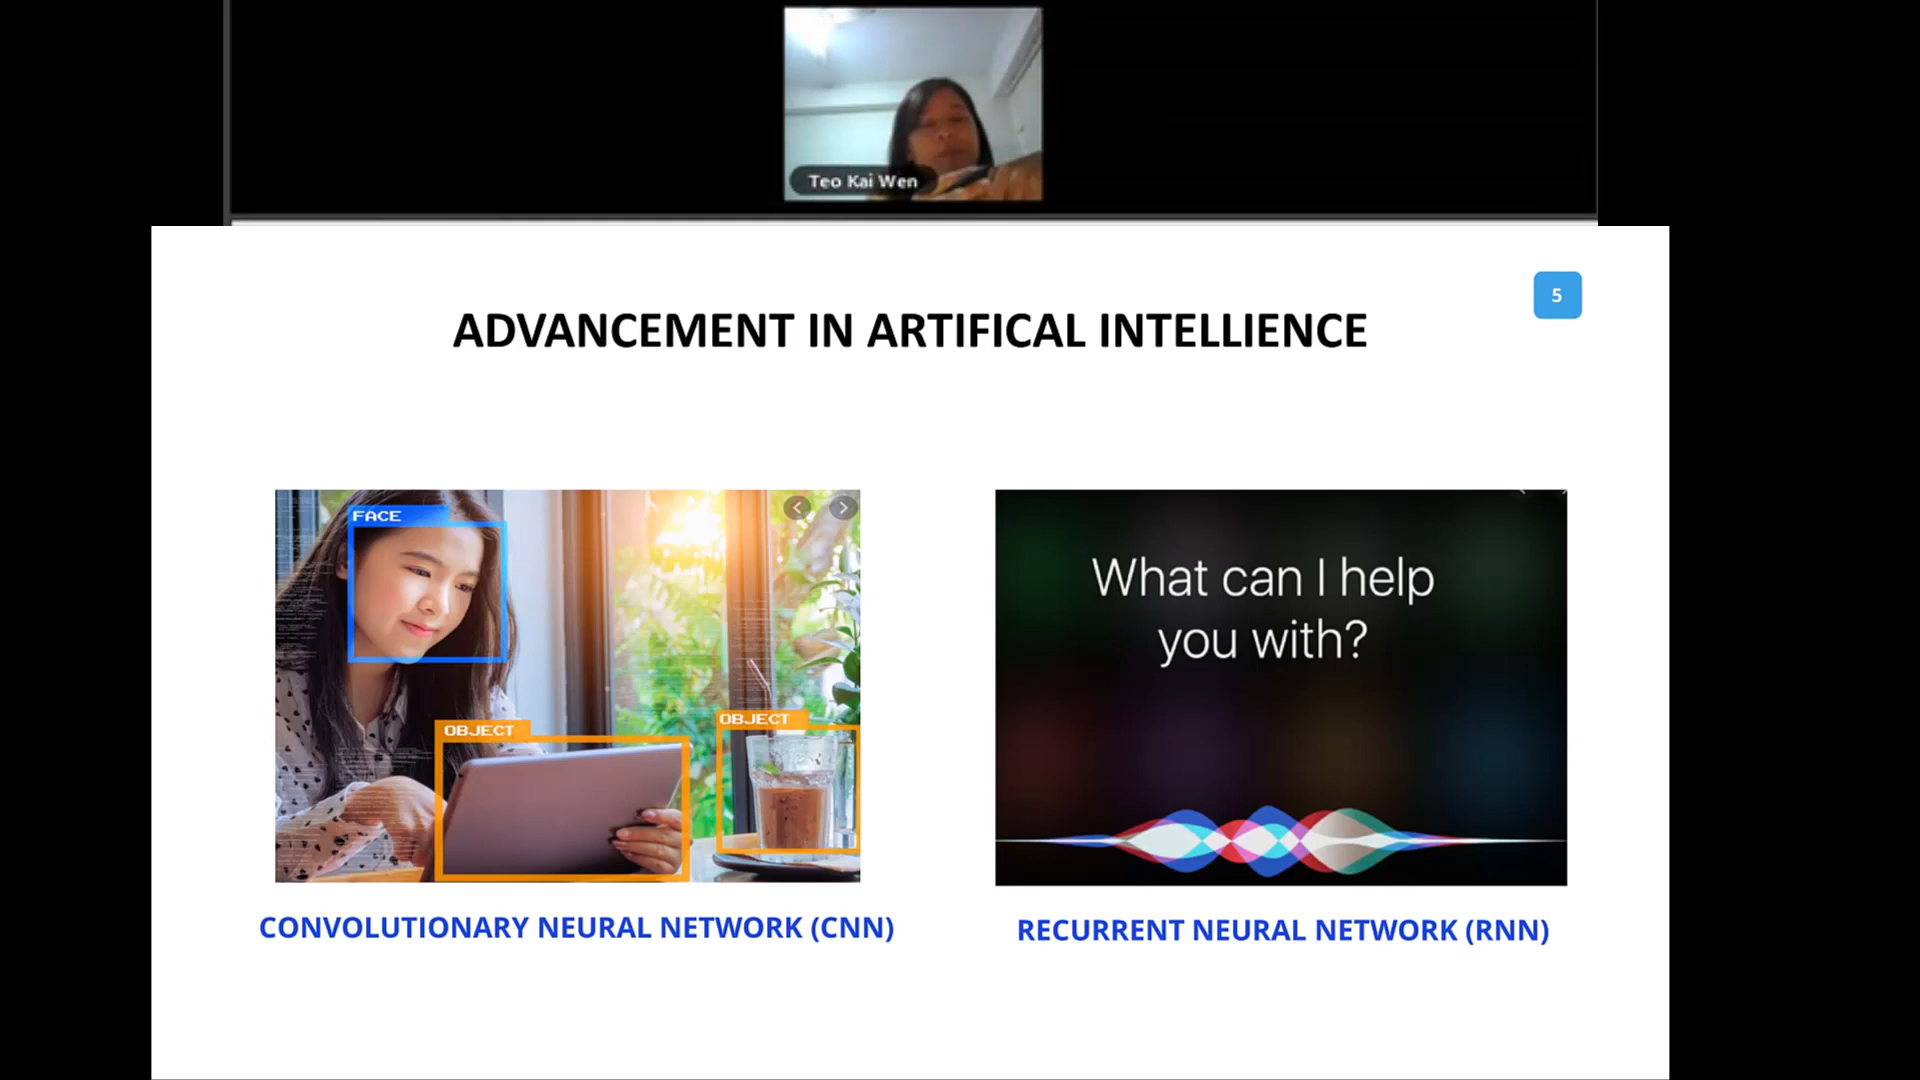 Teo Kai Wen
5
ADVANCEMENT IN ARTIFICAL INTELLIENCE
FACE
OBJECT
OBJECT
What can I help
you with?
CONVOLUTIONARY NEURAL NETWORK (CNN)
RECURRENT NEURAL NETWORK (RNN)